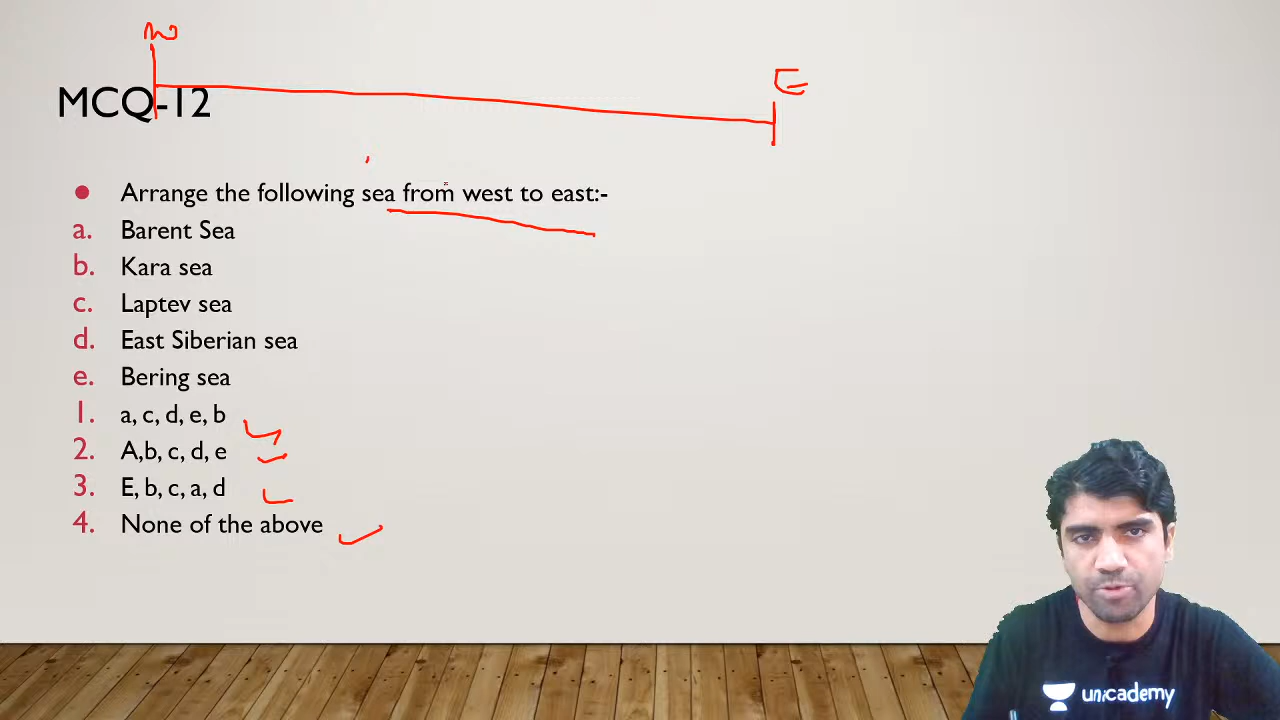 W
E
MCQ-12
Arrange the following sea from west to east:-
a. Barent Sea
b. Kara sea
c. Laptev sea
d. East Siberian sea
e. Bering sea
1. a, c, d, e, b
2. A,b, c, d, e
3. E, b, c, a, d
4. None of the above
unacademy